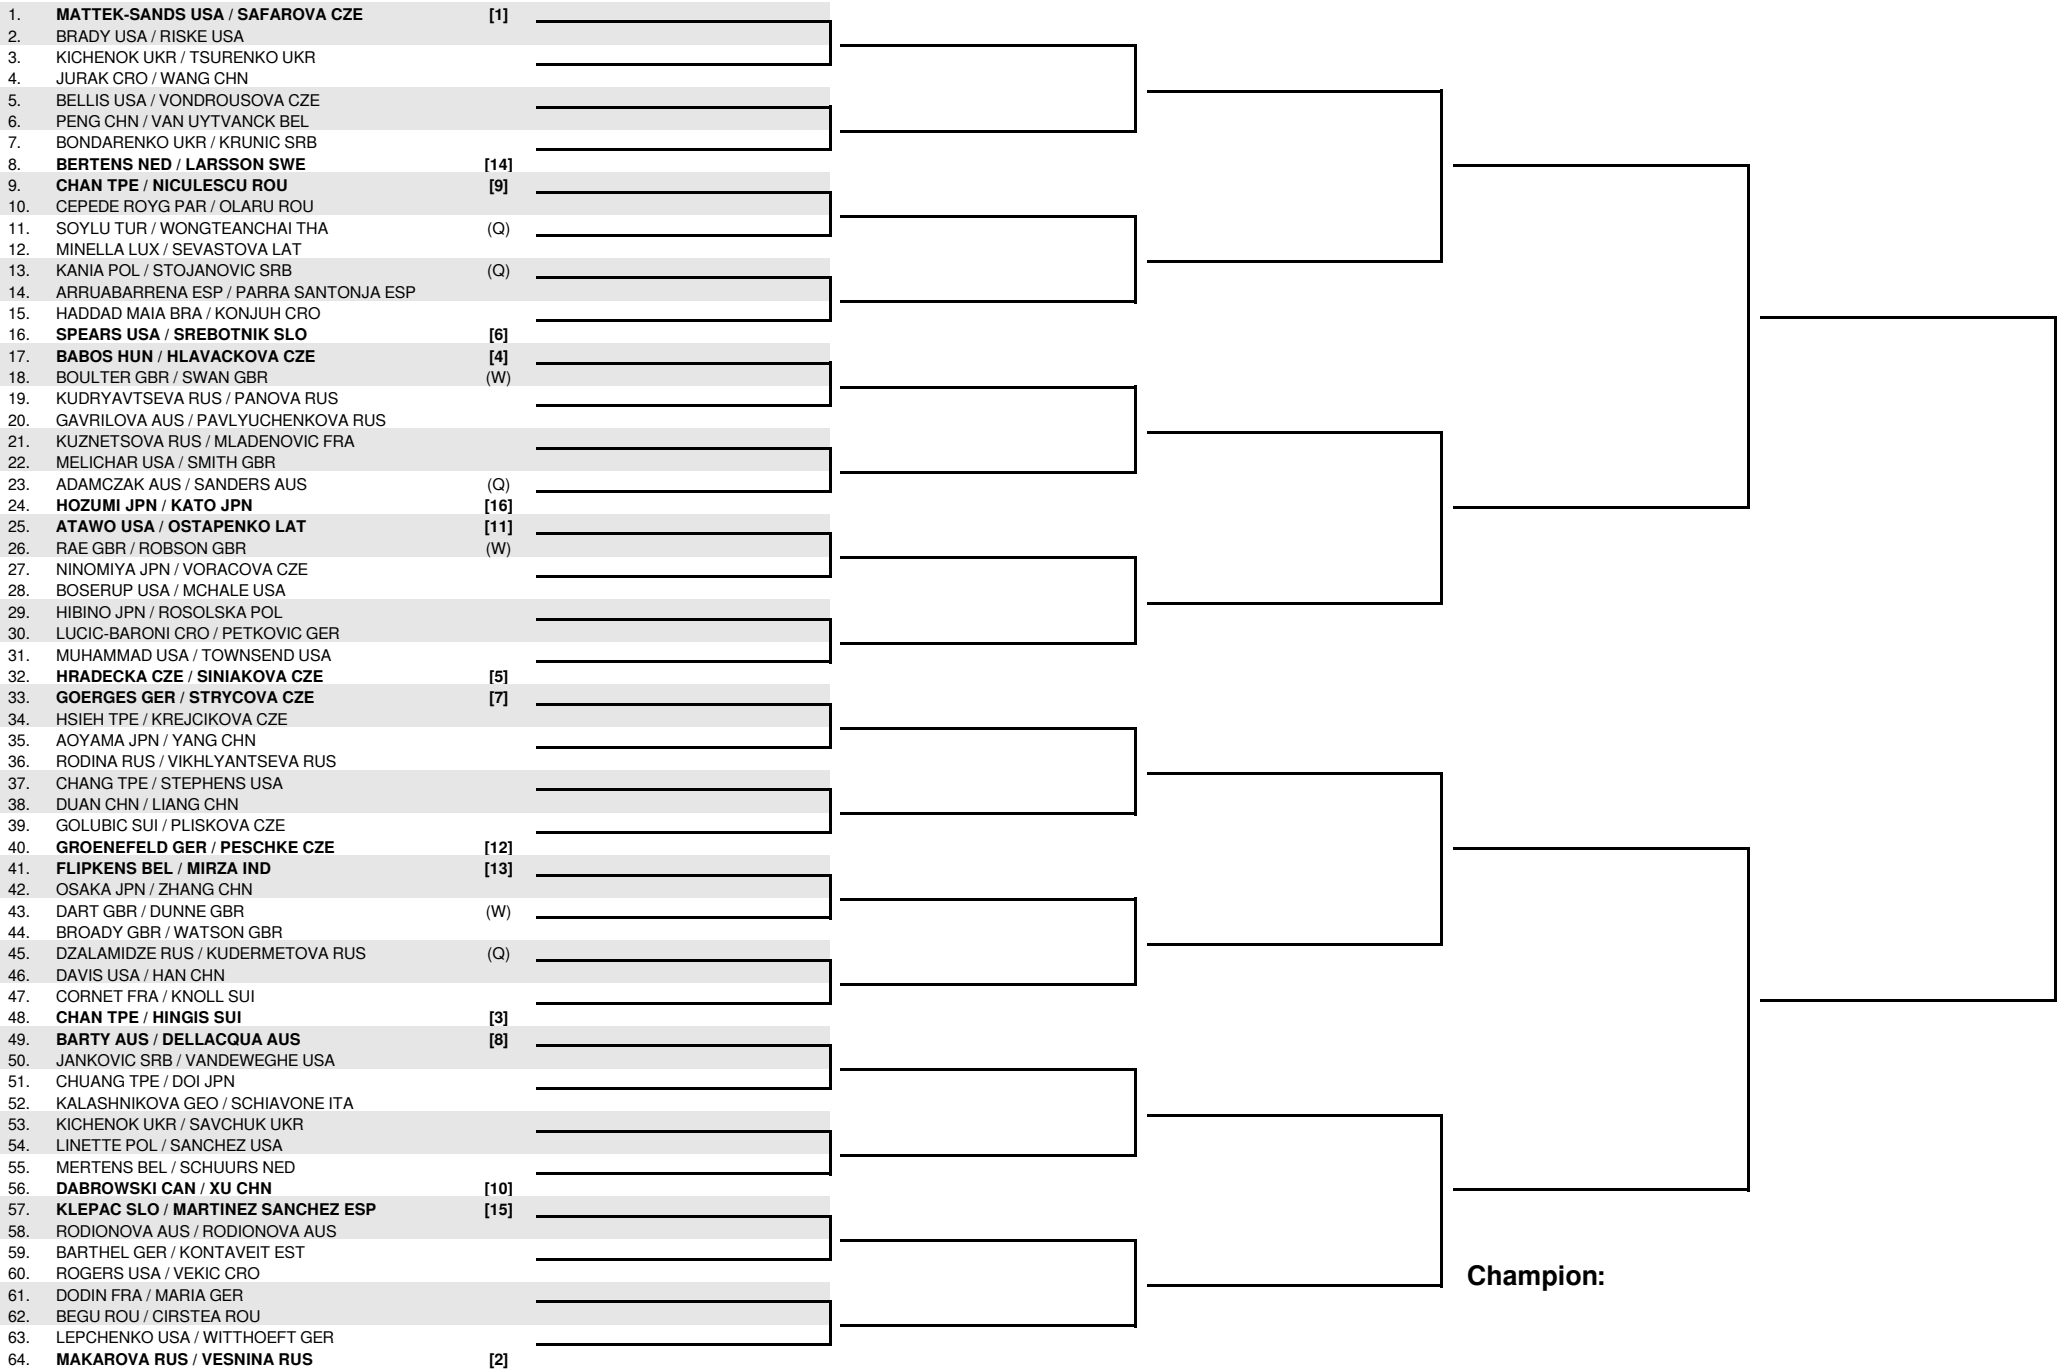 1. MATTEK-SANDS USA / SAFAROVA CZE [1]
2. BRADY USA / RISKE USA
3. KICHENOK UKR / TSURENKO UKR
4. JURAK CRO / WANG CHN
5. BELLIS USA / VONDROUSOVA CZE
6. PENG CHN / VAN UYTVANCK BEL
7. BONDARENKO UKR / KRUNIC SRB
8. BERTENS NED / LARSSON SWE [14]
9. CHAN TPE / NICULESCU ROU [9]
10. CEPEDE ROYG PAR / OLARU ROU
11. SOYLU TUR / WONGTEANCHAI THA (Q)
12. MINELLA LUX / SEVASTOVA LAT
13. KANIA POL / STOJANOVIC SRB (Q)
14. ARRUABARRENA ESP / PARRA SANTONJA ESP
15. HADDAD MAIA BRA / KONJUH CRO
16. SPEARS USA / SREBOTNIK SLO [6]
17. BABOS HUN / HLAVACKOVA CZE [4]
18. BOULTER GBR / SWAN GBR (W)
19. KUDRYAVTSEVA RUS / PANOVA RUS
20. GAVRILOVA AUS / PAVLYUCHENKOVA RUS
21. KUZNETSOVA RUS / MLADENOVIC FRA
22. MELICHAR USA / SMITH GBR
23. ADAMCZAK AUS / SANDERS AUS (Q)
24. HOZUMI JPN / KATO JPN [16]
25. ATAWO USA / OSTAPENKO LAT [11]
26. RAE GBR / ROBSON GBR (W)
27. NINOMIYA JPN / VORACOVA CZE
28. BOSERUP USA / MCHALE USA
29. HIBINO JPN / ROSOLSKA POL
30. LUCIC-BARONI CRO / PETKOVIC GER
31. MUHAMMAD USA / TOWNSEND USA
32. HRADECKA CZE / SINIAKOVA CZE [5]
33. GOERGES GER / STRYCOVA CZE [7]
34. HSIEH TPE / KREJCIKOVA CZE
35. AOYAMA JPN / YANG CHN
36. RODINA RUS / VIKHLYANTSEVA RUS
37. CHANG TPE / STEPHENS USA
38. DUAN CHN / LIANG CHN
39. GOLUBIC SUI / PLISKOVA CZE
40. GROENEFELD GER / PESCHKE CZE [12]
41. FLIPKENS BEL / MIRZA IND [13]
42. OSAKA JPN / ZHANG CHN
43. DART GBR / DUNNE GBR (W)
44. BROADY GBR / WATSON GBR
45. DZALAMIDZE RUS / KUDERMETOVA RUS (Q)
46. DAVIS USA / HAN CHN
47. CORNET FRA / KNOLL SUI
48. CHAN TPE / HINGIS SUI [3]
49. BARTY AUS / DELLACQUA AUS [8]
50. JANKOVIC SRB / VANDEWEGHE USA
51. CHUANG TPE / DOI JPN
52. KALASHNIKOVA GEO / SCHIAVONE ITA
53. KICHENOK UKR / SAVCHUK UKR
54. LINETTE POL / SANCHEZ USA
55. MERTENS BEL / SCHUURS NED
56. DABROWSKI CAN / XU CHN [10]
57. KLEPAC SLO / MARTINEZ SANCHEZ ESP [15]
58. RODIONOVA AUS / RODIONOVA AUS
59. BARTHEL GER / KONTAVEIT EST
60. ROGERS USA / VEKIC CRO
61. DODIN FRA / MARIA GER
62. BEGU ROU / CIRSTEA ROU
63. LEPCHENKO USA / WITTHOEFT GER
64. MAKAROVA RUS / VESNINA RUS [2]
Champion: